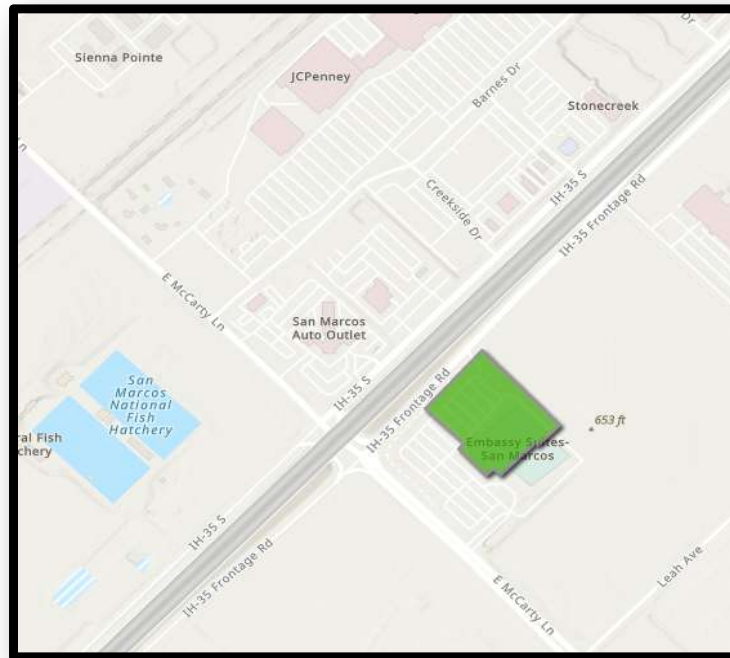 Dr
Sienna Pointe
JCPenney
Barnes Dr
Stonecreek
Ln
IH-35 S
IH-35 Frontage Rd
Creekside Dr
E McCarty Ln
San Marcos
Auto Outlet
San
Marcos
National
Fish
Hatchery
IH-35 S
IH-35 Frontage Rd
653 ft
ral Fish
chery
Embassy Suites-
San Marcos
IH-35 S
IH-35 Frontage Rd
Leah Ave
E McCarty Ln